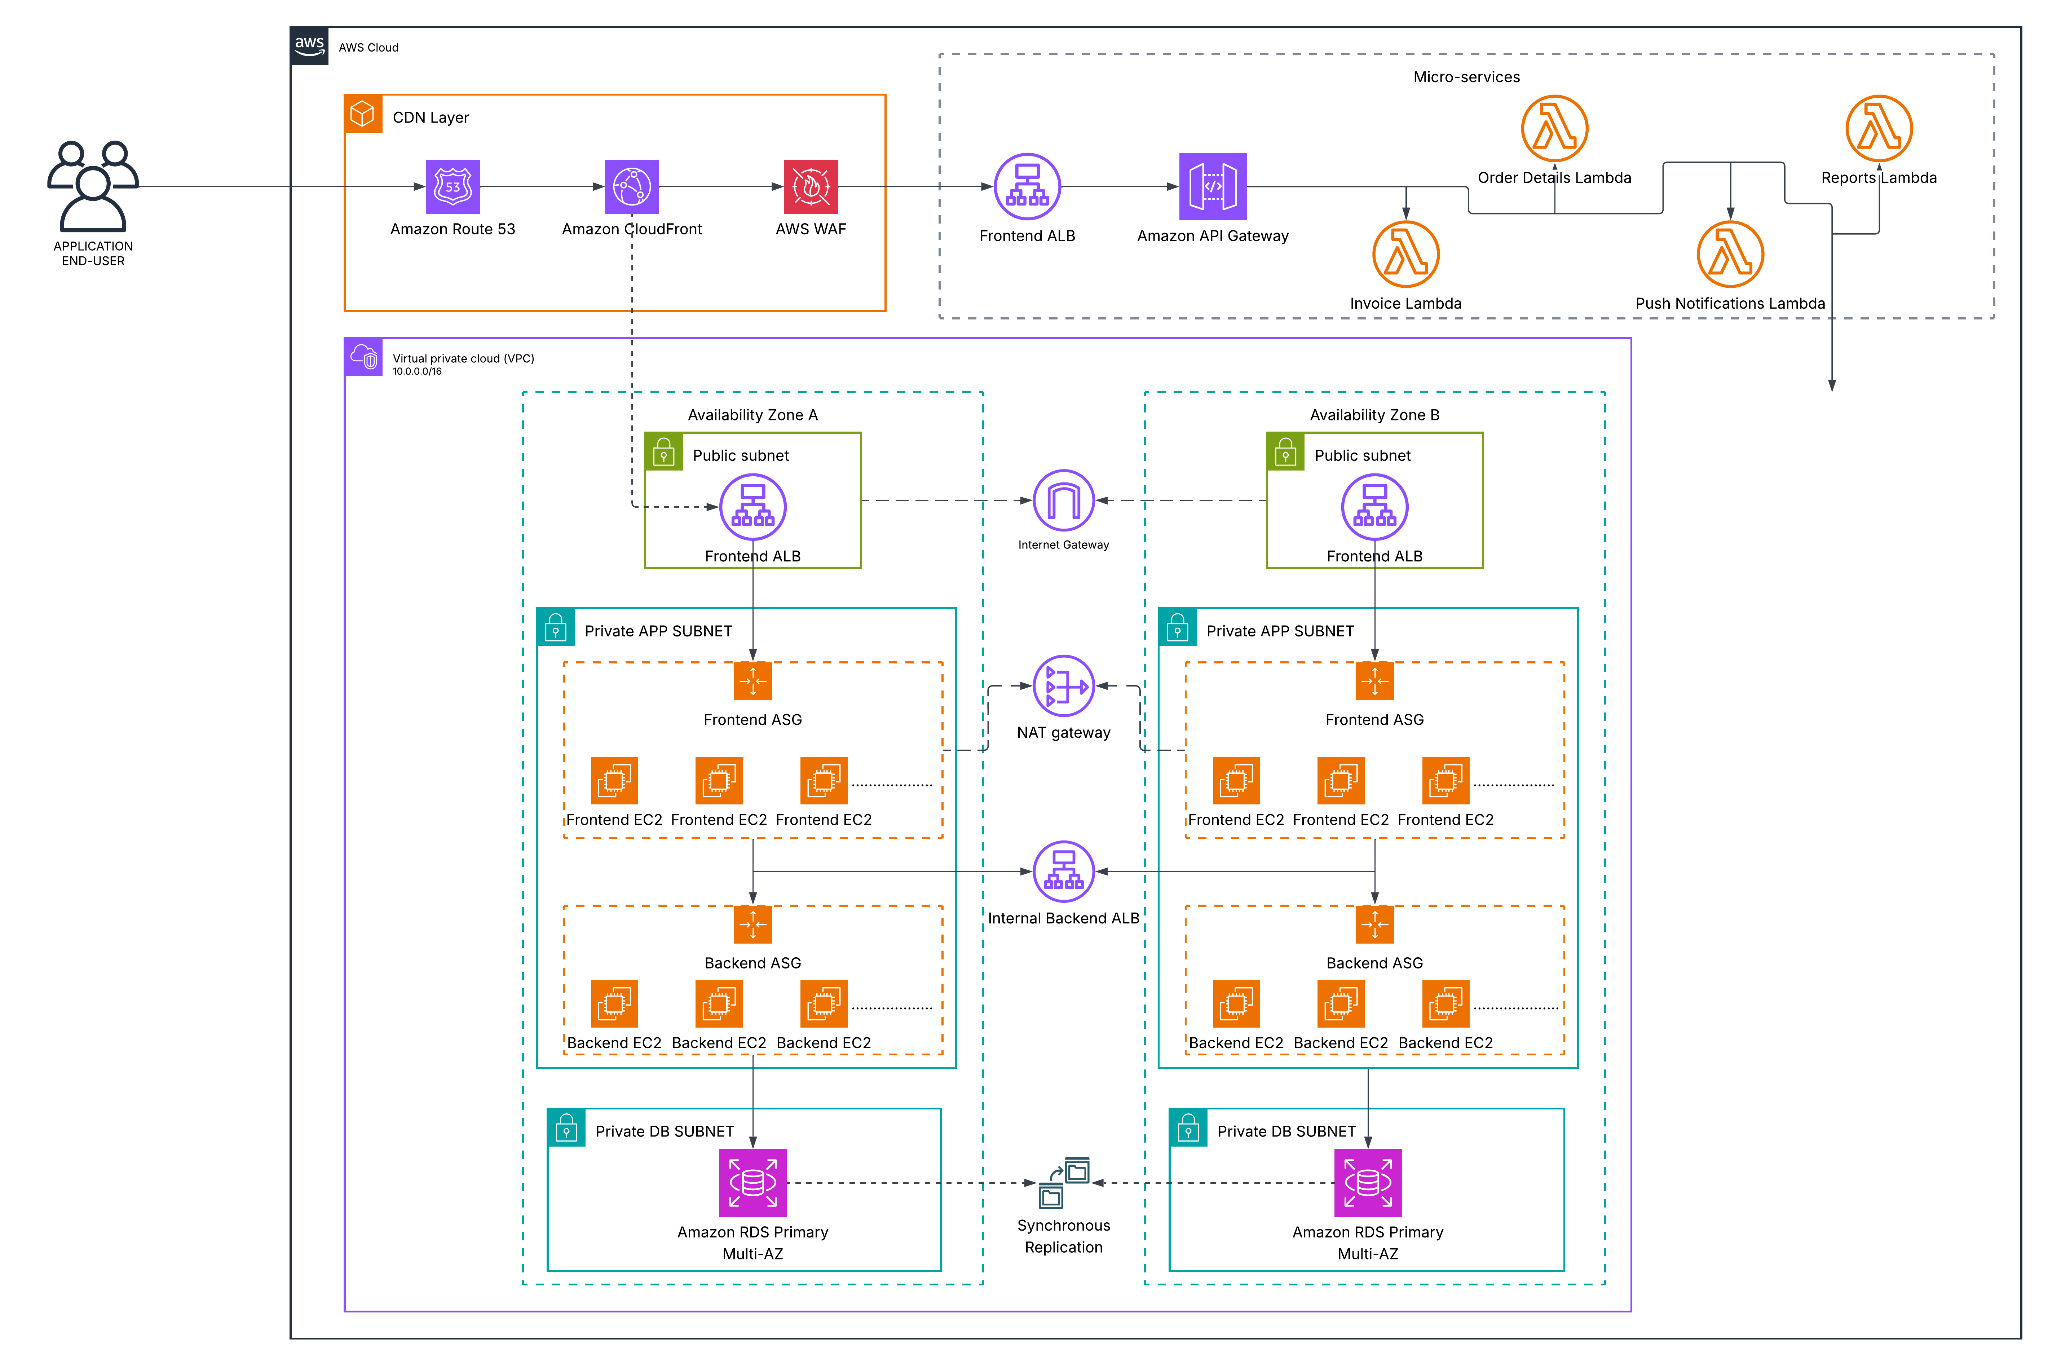 aws
AWS Cloud
Micro-services
CDN Layer
53
Amazon Route 53
Amazon CloudFront
AWS WAF
APPLICATION
END-USER
Frontend ALB
Amazon API Gateway
Order Details Lambda
Reports Lambda
Invoice Lambda
Push Notifications Lambda
Virtual private cloud (VPC)
10.0.0.0/16
Availability Zone A
Availability Zone B
Public subnet
Public subnet
Frontend ALB
Internet Gateway
Frontend ALB
Private APP SUBNET
Private APP SUBNET
Frontend ASG
NAT gateway
Frontend ASG
Frontend EC2
Frontend EC2
Frontend EC2
Frontend EC2
Frontend EC2
Frontend EC2
Internal Backend ALB
Backend ASG
Backend ASG
Backend EC2
Backend EC2
Backend EC2
Backend EC2
Backend EC2
Backend EC2
Private DB SUBNET
Private DB SUBNET
Amazon RDS Primary
Multi-AZ
Synchronous
Replication
Amazon RDS Primary
Multi-AZ